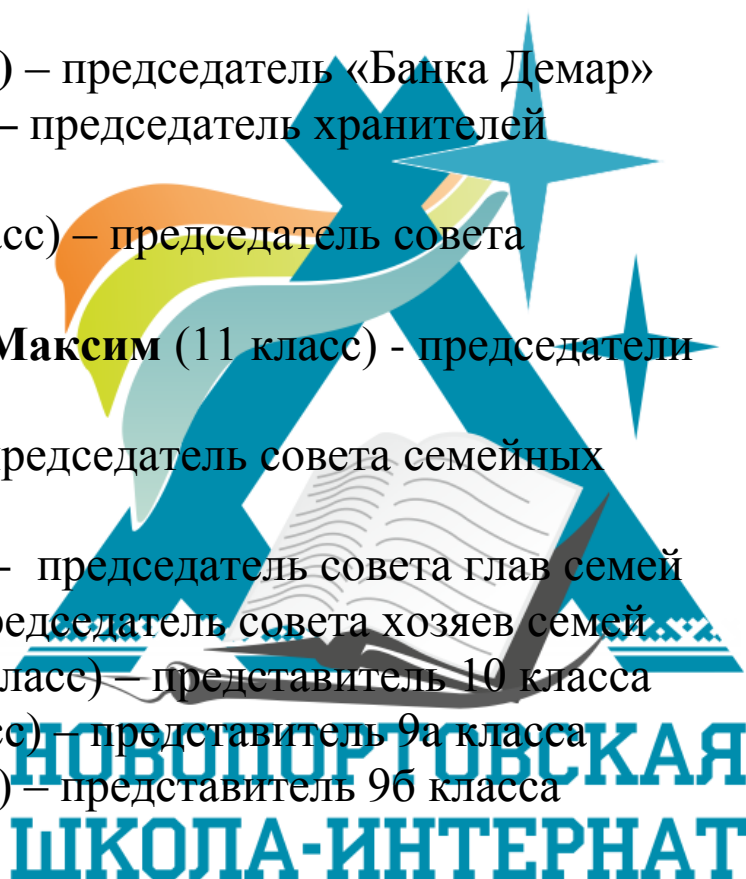 ) – председатель «Банка Демар»
– председатель хранителей
сс) – председатель совета
Максим (11 класс) - председатели
редседатель совета семейных
- председатель совета глав семей
редседатель совета хозяев семей
ласс) – представитель 10 класса
сс) – представитель 9а класса
) – представитель 9б класса
НОВОПОРТОВСКАЯ
ШКОЛА-ИНТЕРНАТ